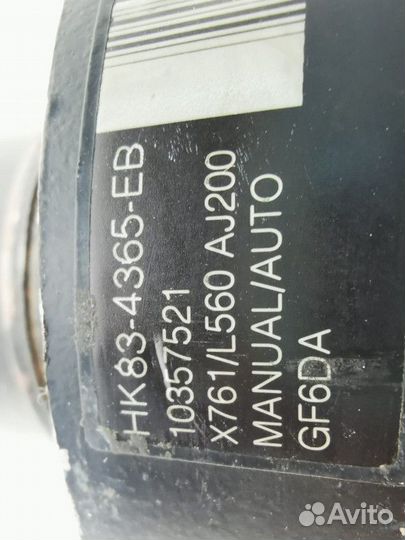 HK83-4365-EB
10357521
X761/L560 AJ200
MANUAL/AUTO
GF6DA
Avito